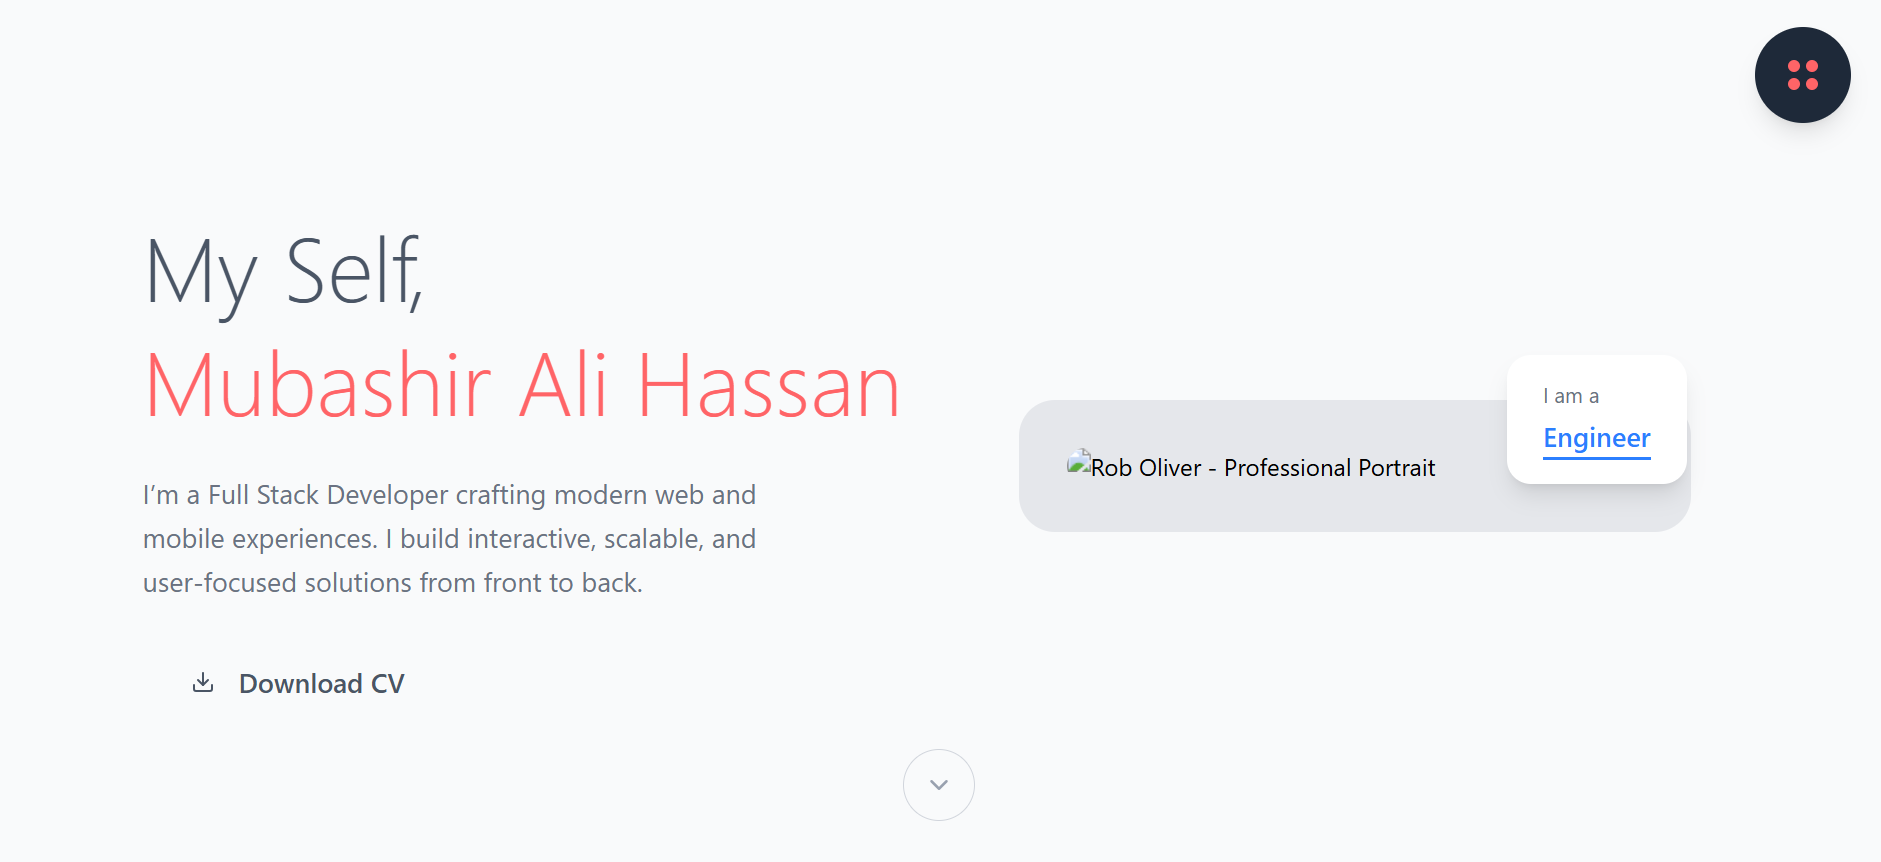 My Self,
Mubashir Ali Hassan
I’m a Full Stack Developer crafting modern web and
mobile experiences. I build interactive, scalable, and
user-focused solutions from front to back.
Download CV
Rob Oliver - Professional Portrait
I am a
Engineer